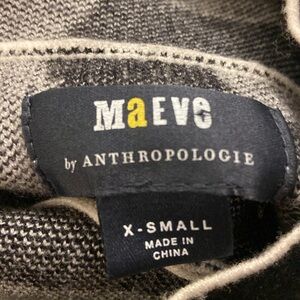 MaEVe
by ANTHROPOLOGIE
X-SMALL
MADE IN
CHINA